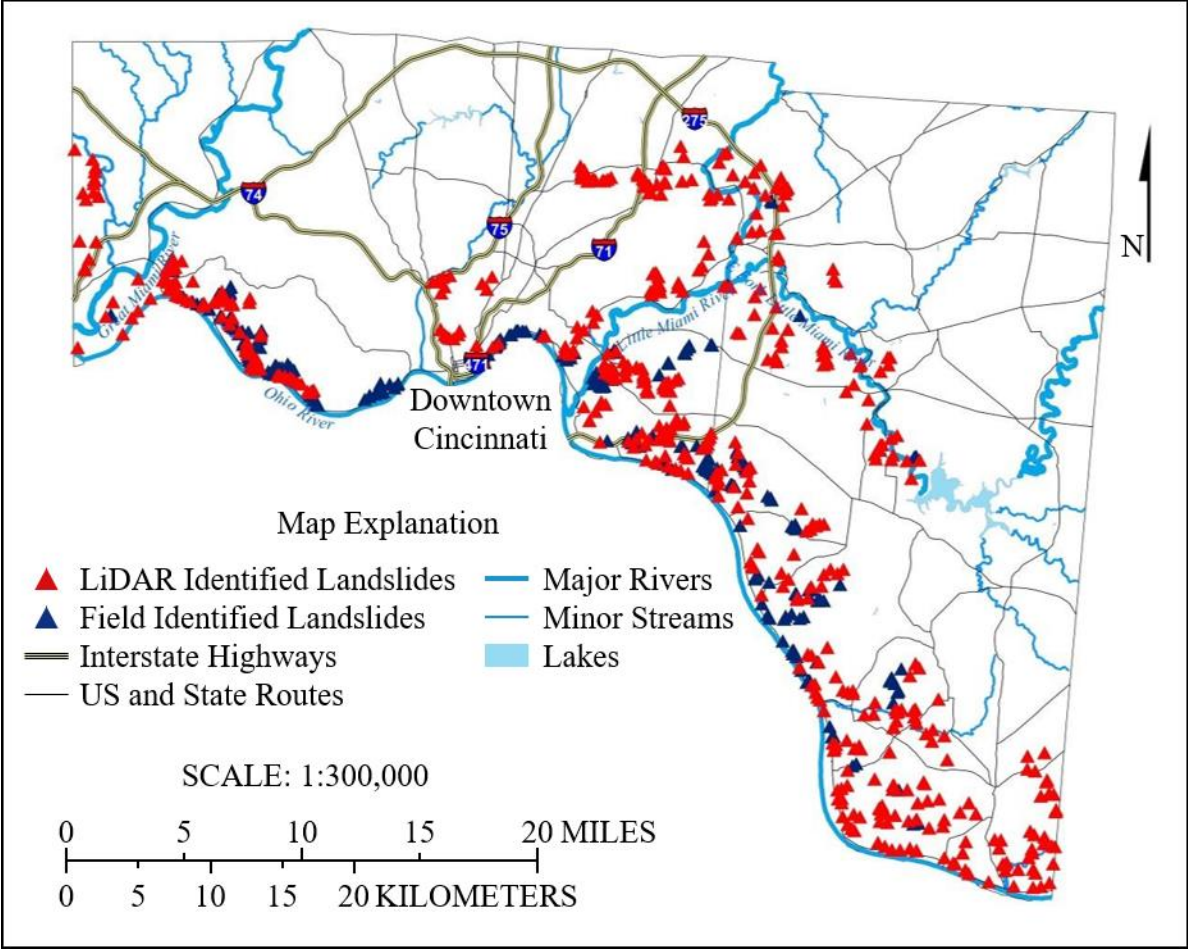 275
74
75
71
N
Great Miami River
Little Miami River
East Fork Little Miami River
471
Ohio River
Downtown
Cincinnati
Map Explanation
LiDAR Identified Landslides
Major Rivers
Field Identified Landslides
Minor Streams
Interstate Highways
Lakes
US and State Routes
SCALE: 1:300,000
0 5 10 15 20 MILES
0 5 10 15 20 KILOMETERS